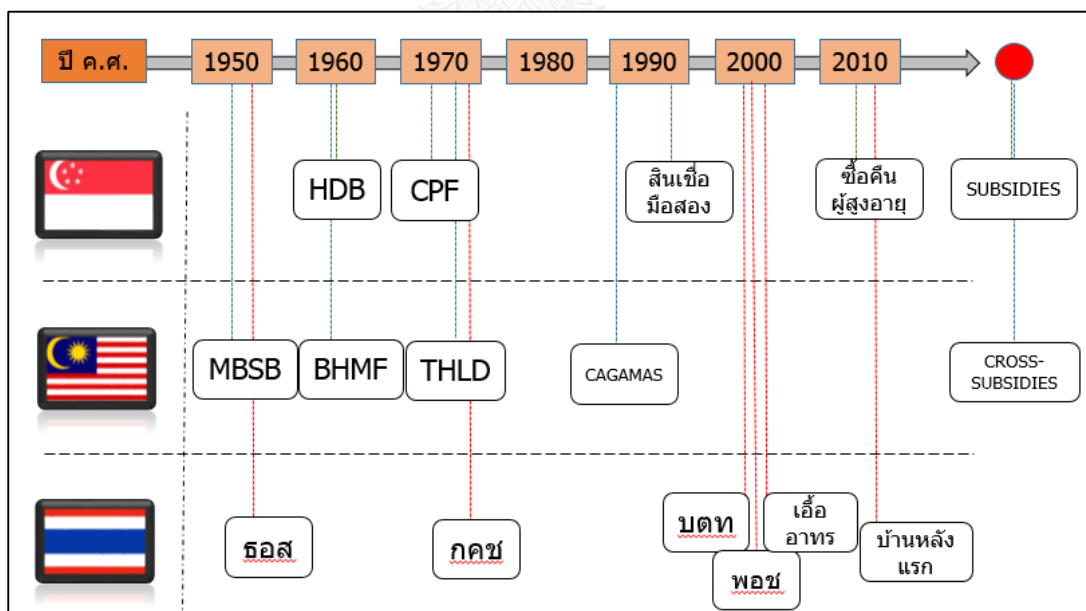 ปี ค.ศ.
1950
1960
1970
1980
1990
2000
2010
HDB
CPF
สินเชื่อ
มือสอง
ซื้อคืน
ผู้สูงอายุ
SUBSIDIES
MBSB
BHMF
THLD
CAGAMAS
CROSS-
SUBSIDIES
ธอส
กคช
บตท
พอช
เอื้อ
อาทร
บ้านหลัง
แรก